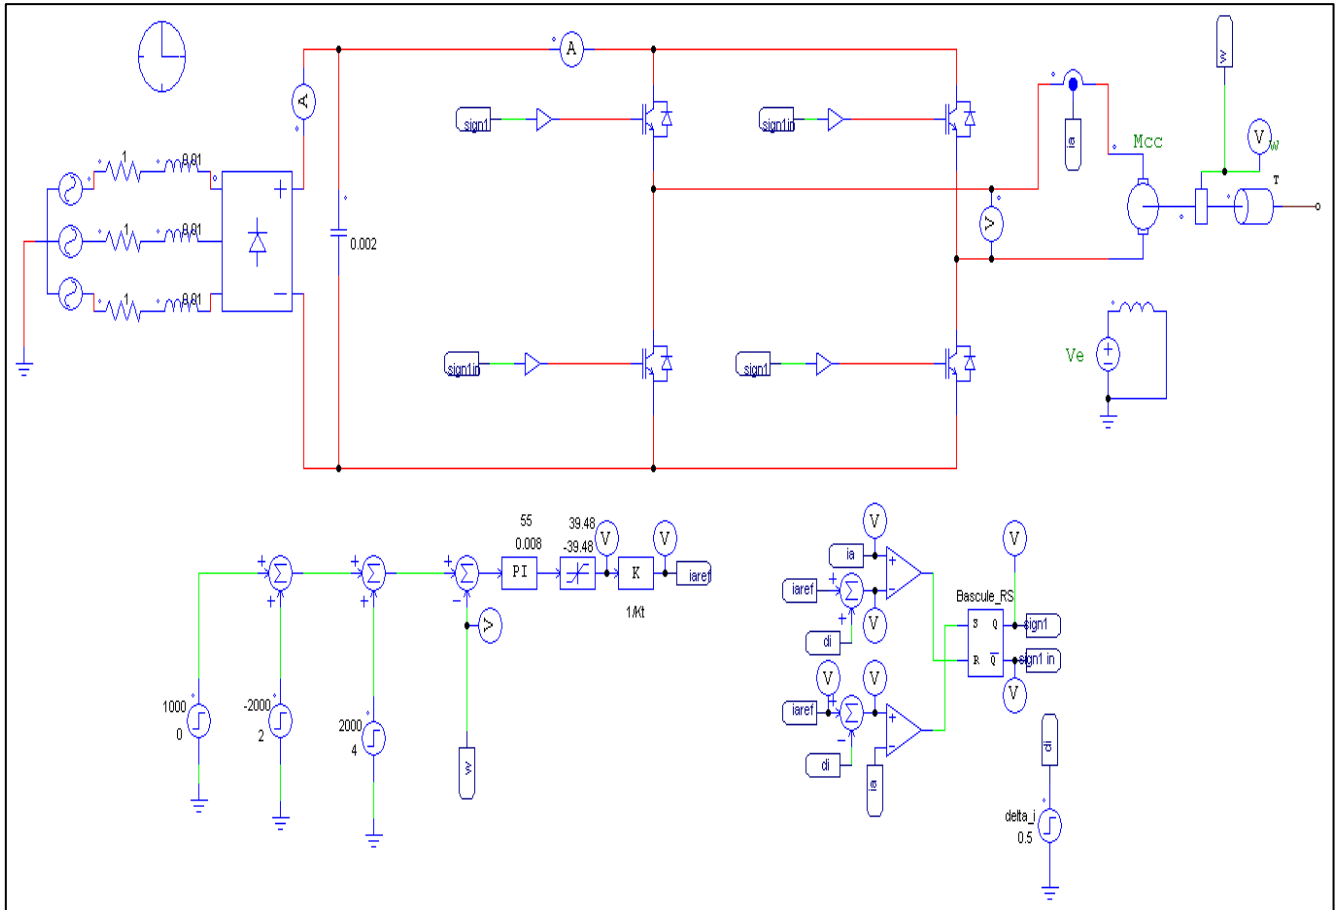 A
A
sign1
sign1in
ia
w
Mcc
V
W
T
1
0.01
1
0.01
1
0.01
0.002
V
sign1in
sign1
Ve
55
0.008
39.48
-39.48
V
V
PI
K
iaref
1/Kt
V
1000
0
-2000
2
2000
4
w
V
ia
iaref
di
V
V
Bascule_RS
S Q
R Q
sign1
sign1 in
V
V
V
iaref
di
ia
di
delta_i
0.5